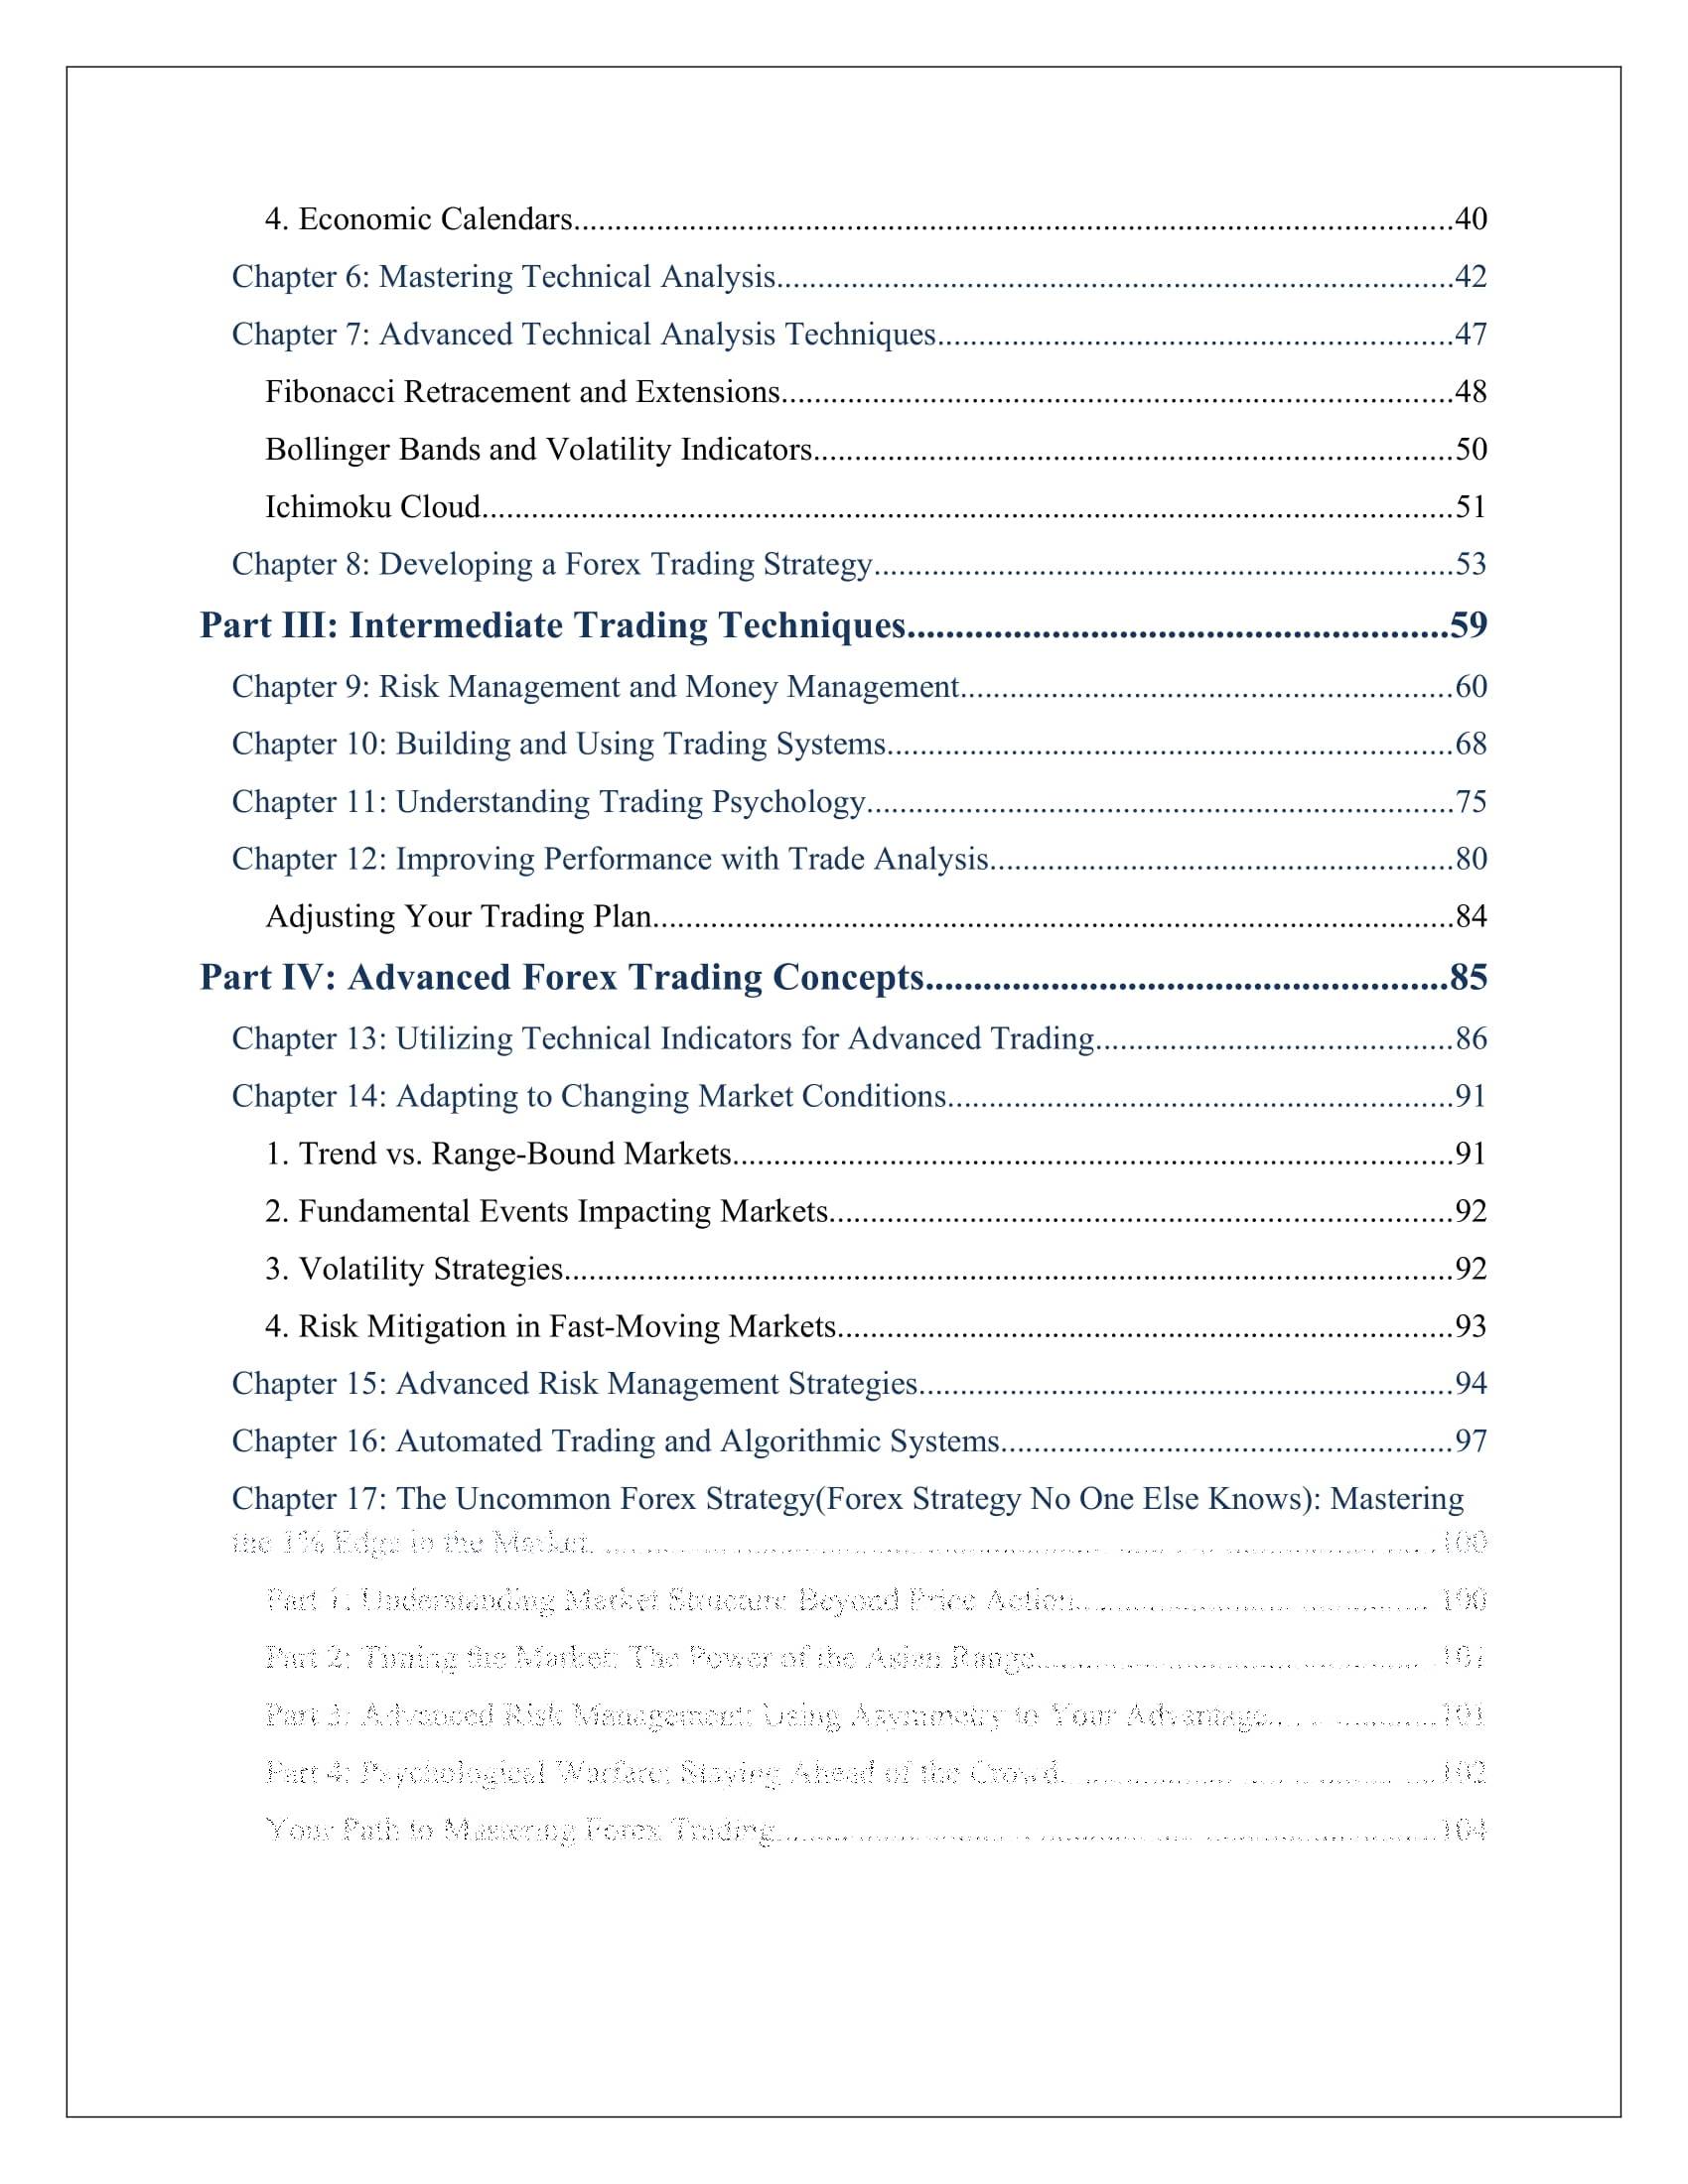 4. Economic Calendars....................40
Chapter 6: Mastering Technical Analysis....................42
Chapter 7: Advanced Technical Analysis Techniques....................47
Fibonacci Retracement and Extensions....................48
Bollinger Bands and Volatility Indicators....................50
Ichimoku Cloud....................51
Chapter 8: Developing a Forex Trading Strategy....................53
Part III: Intermediate Trading Techniques....................59
Chapter 9: Risk Management and Money Management....................60
Chapter 10: Building and Using Trading Systems....................68
Chapter 11: Understanding Trading Psychology....................75
Chapter 12: Improving Performance with Trade Analysis....................80
Adjusting Your Trading Plan....................84
Part IV: Advanced Forex Trading Concepts....................85
Chapter 13: Utilizing Technical Indicators for Advanced Trading....................86
Chapter 14: Adapting to Changing Market Conditions....................91
1. Trend vs. Range-Bound Markets....................91
2. Fundamental Events Impacting Markets....................92
3. Volatility Strategies....................92
4. Risk Mitigation in Fast-Moving Markets....................93
Chapter 15: Advanced Risk Management Strategies....................94
Chapter 16: Automated Trading and Algorithmic Systems....................97
Chapter 17: The Uncommon Forex Strategy(Forex Strategy No One Else Knows): Mastering
the 1% Edge in the Market. ....................100
Part 1: Understanding Market Structure Beyond Price Action....................100
Part 2: Timing the Market: The Power of the Asian Range....................101
Part 3: Advanced Risk Management: Using Asymmetry to Your Advantage....................101
Part 4: Psychological Warfare: Staying Ahead of the Crowd....................102
Your Path to Mastering Forex Trading....................104